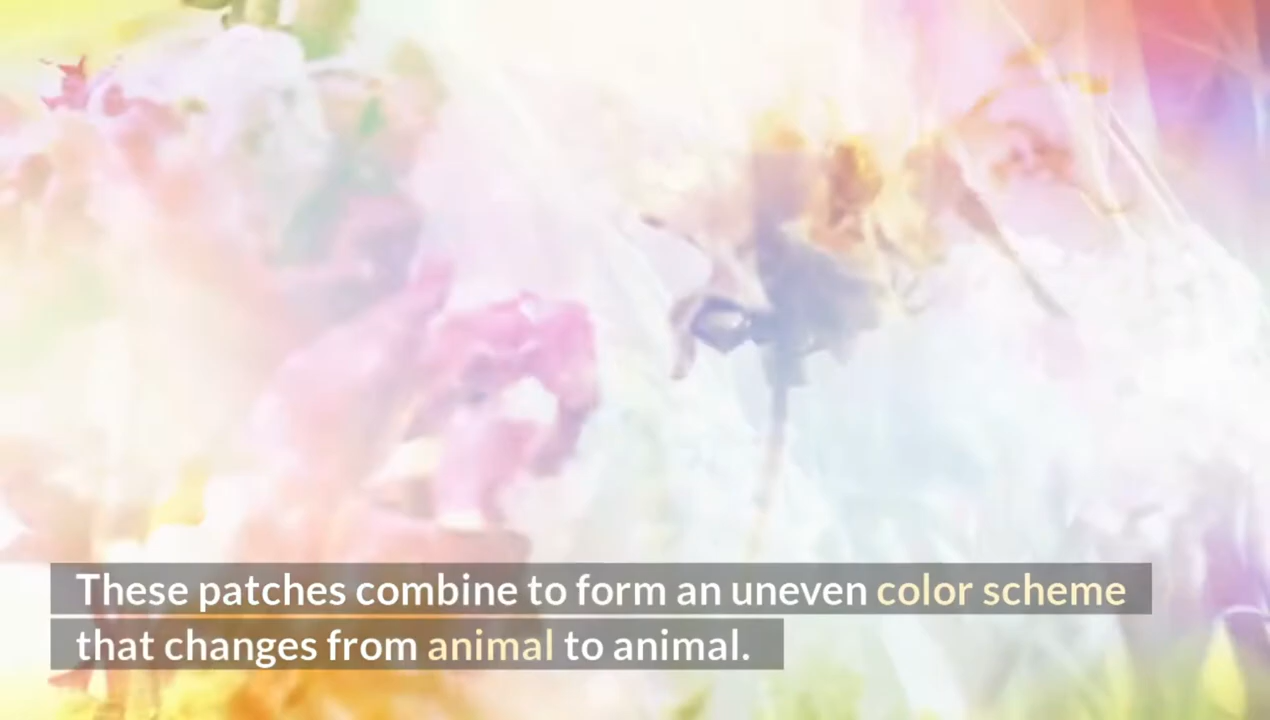 These patches combine to form an uneven color scheme
that changes from animal to animal.